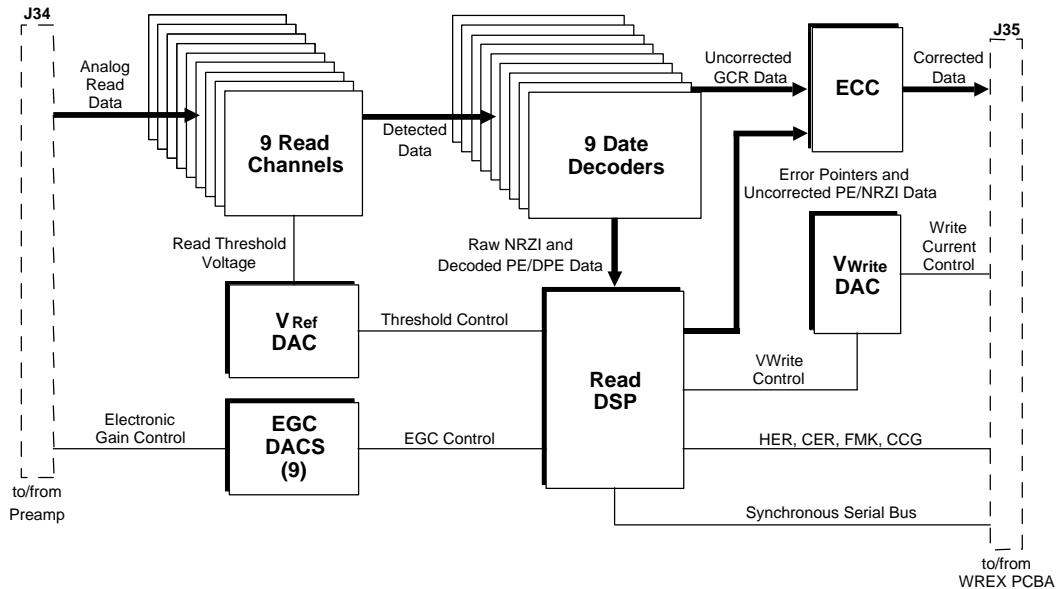 J34
J35
Analog
Read
Data
9 Read
Channels
Detected
Data
9 Date
Decoders
Uncorrected
GCR Data
ECC
Corrected
Data
Error Pointers and
Uncorrected PE/NRZI Data
Read Threshold
Voltage
Raw NRZI and
Decoded PE/DPE Data
VWrite
DAC
Write
Current
Control
VRef
DAC
Threshold Control
Read
DSP
VWrite
Control
Electronic
Gain Control
EGC
DACS
(9)
EGC Control
HER, CER, FMK, CCG
Synchronous Serial Bus
to/from
Preamp
to/from
WREX PCBA